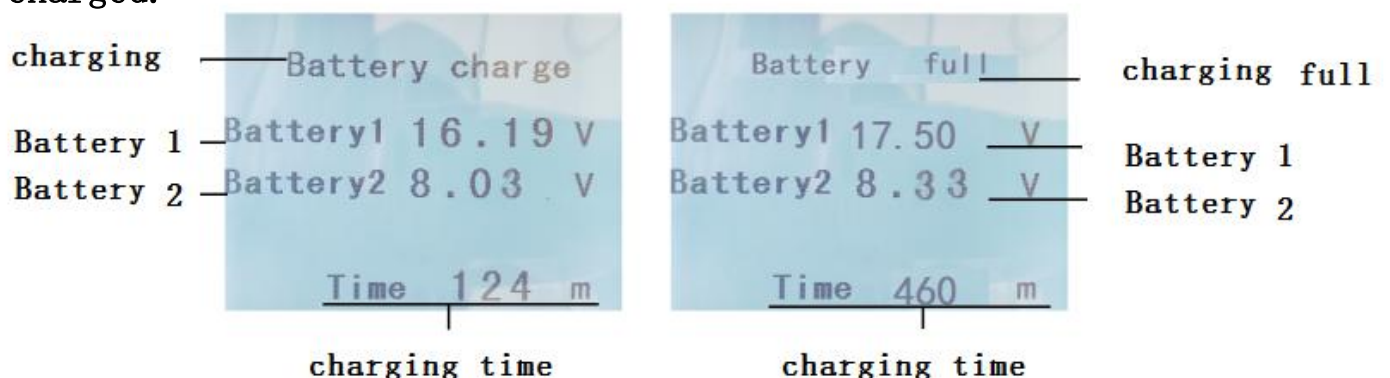 charged.
charging
Battery charge
Battery 1
Battery1 16.19 V
Battery 2
Battery2 8.03 V
Time 124 m
charging time
Battery full
charging full
Battery1 17.50 V
Battery 1
Battery2 8.33 V
Battery 2
Time 460 m
charging time